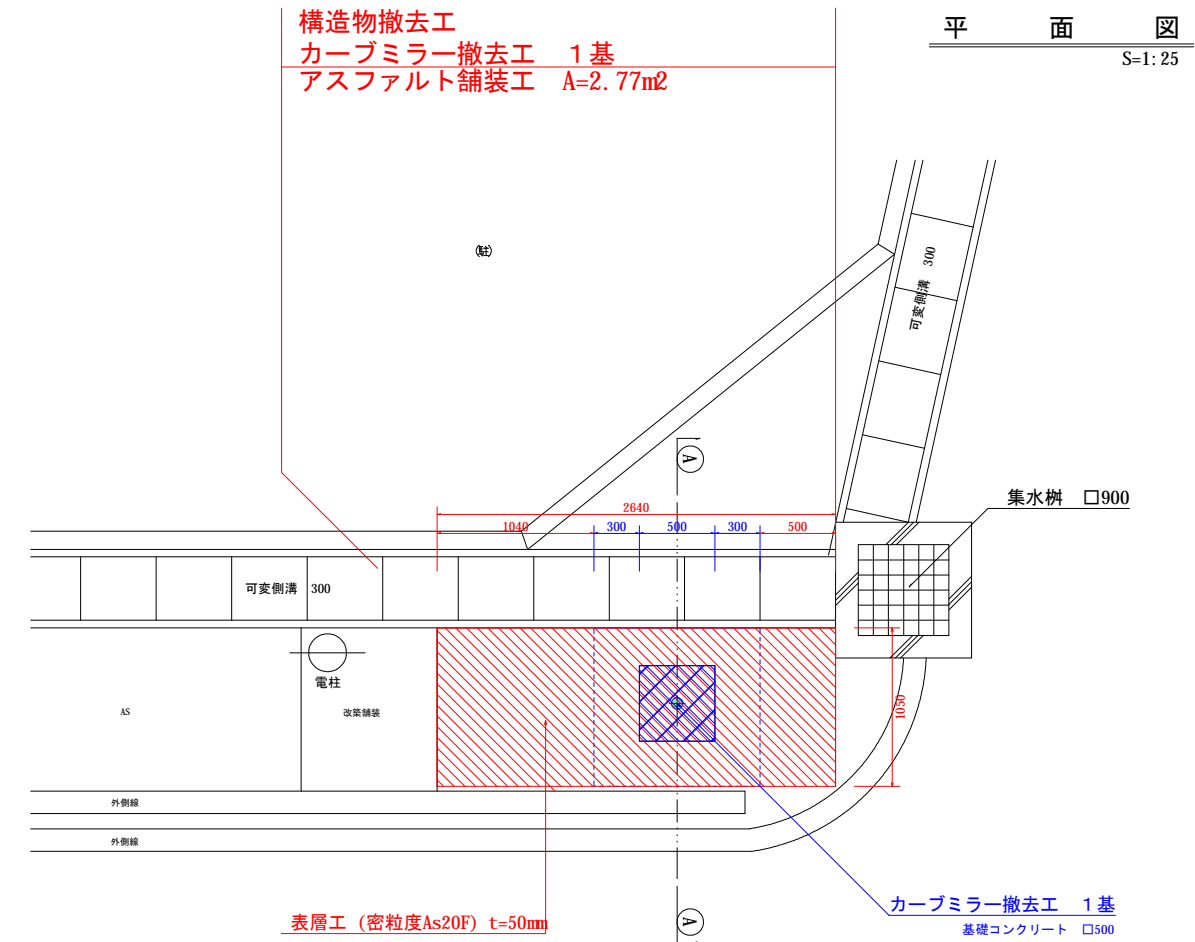 構造物撤去工
カーブミラー撤去工　1基
アスファルト舗装工　A=2.77m2
平　面　図
S=1:25
(駐)
可変側溝 300
A
集水桝　□900
2640
1040 300 500 300 500
可変側溝 300
電柱
AS
改築舗装
1050
外側線
外側線
カーブミラー撤去工　1基
基礎コンクリート　□500
表層工 (密粒度As20F) t=50mm
A